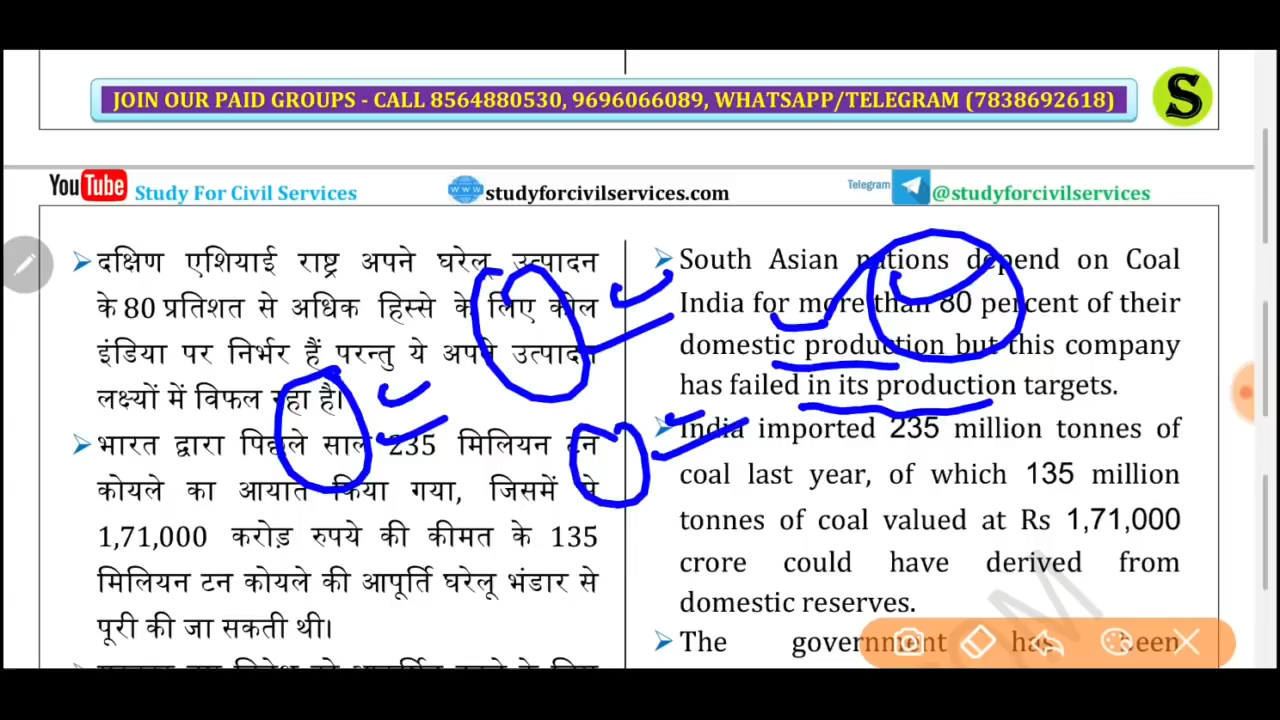 JOIN OUR PAID GROUPS - CALL 8564880530, 9696066089, WHATSAPP/TELEGRAM (7838692618)
S
YouTube Study For Civil Services
www studyforcivilservices.com
Telegram @studyforcivilservices
दक्षिण एशियाई राष्ट्र अपने घरेलू उत्पादन
के 80 प्रतिशत से अधिक हिस्से के लिए कोल
इंडिया पर निर्भर हैं परन्तु ये अपने उत्पादन
लक्ष्यों में विफल रहा है।
भारत द्वारा पिछले साल 235 मिलियन टन
कोयले का आयात किया गया, जिसमें से
1,71,000 करोड़ रुपये की कीमत के 135
मिलियन टन कोयले की आपूर्ति घरेलू भंडार से
पूरी की जा सकती थी।
South Asian nations depend on Coal
India for more than 80 percent of their
domestic production but this company
has failed in its production targets.
India imported 235 million tonnes of
coal last year, of which 135 million
tonnes of coal valued at Rs 1,71,000
crore could have derived from
domestic reserves.
The government has been